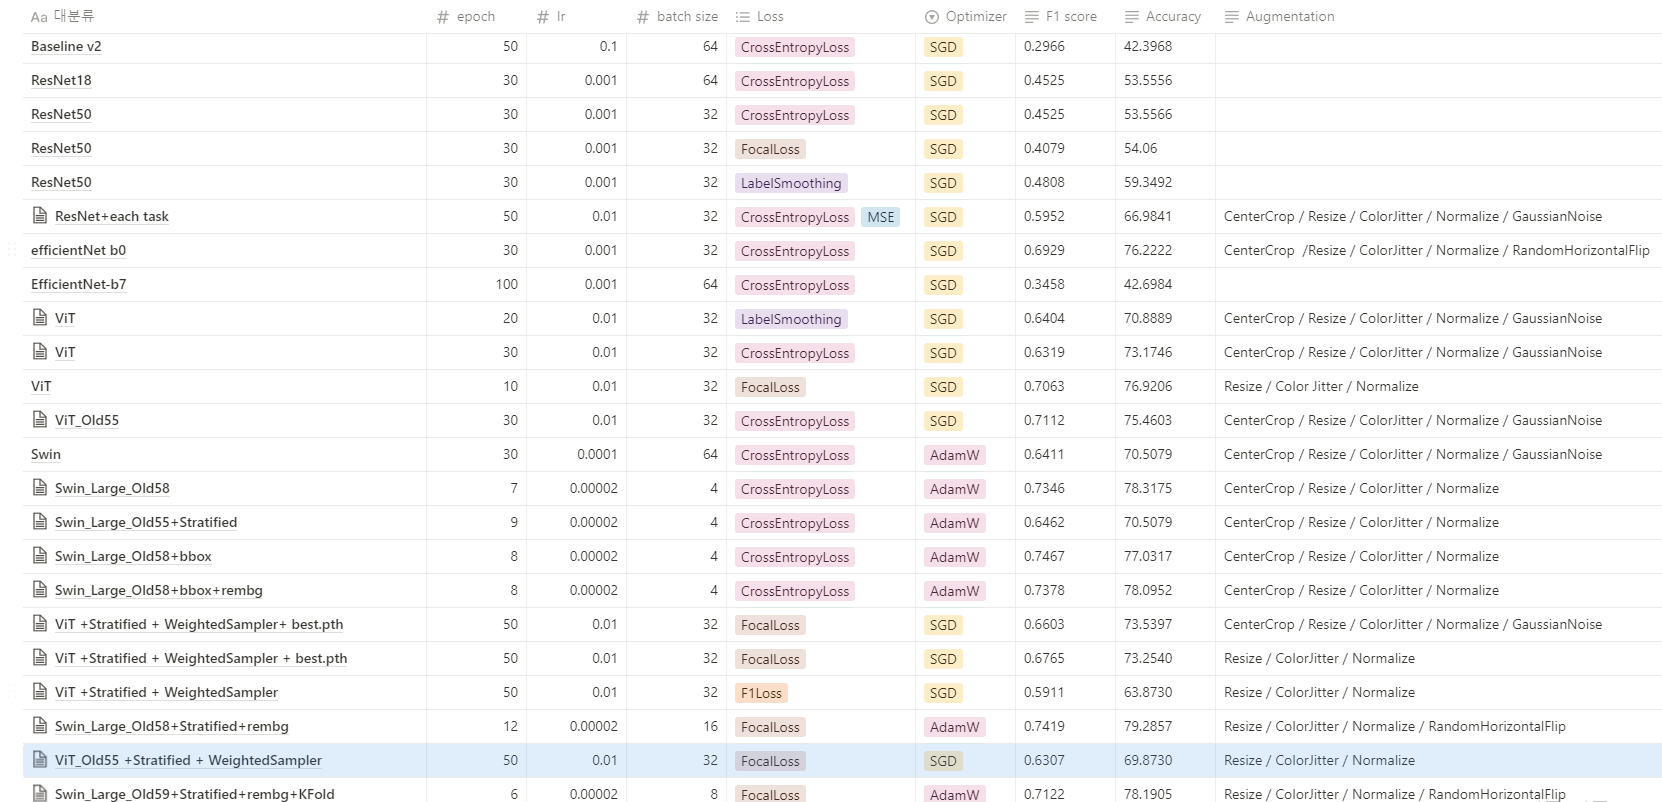 Aa 대분류 # epoch # lr # batch size Loss Optimizer F1 score Accuracy Augmentation
Baseline v2 50 0.1 64 CrossEntropyLoss SGD 0.2966 42.3968
ResNet18 30 0.001 64 CrossEntropyLoss SGD 0.4525 53.5556
ResNet50 30 0.001 32 CrossEntropyLoss SGD 0.4525 53.5566
ResNet50 30 0.001 32 FocalLoss SGD 0.4079 54.06
ResNet50 30 0.001 32 LabelSmoothing SGD 0.4808 59.3492
ResNet+each task 50 0.01 32 CrossEntropyLoss MSE SGD 0.5952 66.9841 CenterCrop / Resize / ColorJitter / Normalize / GaussianNoise
efficientNet b0 30 0.001 32 CrossEntropyLoss SGD 0.6929 76.2222 CenterCrop /Resize / ColorJitter / Normalize / RandomHorizontalFlip
EfficientNet-b7 100 0.001 64 CrossEntropyLoss SGD 0.3458 42.6984
ViT 20 0.01 32 LabelSmoothing SGD 0.6404 70.8889 CenterCrop / Resize / ColorJitter / Normalize / GaussianNoise
ViT 30 0.01 32 CrossEntropyLoss SGD 0.6319 73.1746 CenterCrop / Resize / ColorJitter / Normalize / GaussianNoise
ViT 10 0.01 32 FocalLoss SGD 0.7063 76.9206 Resize / Color Jitter / Normalize
ViT_Old55 30 0.01 32 CrossEntropyLoss SGD 0.7112 75.4603 CenterCrop / Resize / ColorJitter / Normalize / GaussianNoise
Swin 30 0.0001 64 CrossEntropyLoss AdamW 0.6411 70.5079 CenterCrop / Resize / ColorJitter / Normalize / GaussianNoise
Swin_Large_Old58 7 0.00002 4 CrossEntropyLoss AdamW 0.7346 78.3175 CenterCrop / Resize / ColorJitter / Normalize
Swin_Large_Old55+Stratified 9 0.00002 4 CrossEntropyLoss AdamW 0.6462 70.5079 CenterCrop / Resize / ColorJitter / Normalize
Swin_Large_Old58+bbox 8 0.00002 4 CrossEntropyLoss AdamW 0.7467 77.0317 CenterCrop / Resize / ColorJitter / Normalize
Swin_Large_Old58+bbox+rembg 8 0.00002 4 CrossEntropyLoss AdamW 0.7378 78.0952 CenterCrop / Resize / ColorJitter / Normalize
ViT +Stratified + WeightedSampler+ best.pth 50 0.01 32 FocalLoss SGD 0.6603 73.5397 CenterCrop / Resize / ColorJitter / Normalize / GaussianNoise
ViT +Stratified + WeightedSampler + best.pth 50 0.01 32 FocalLoss SGD 0.6765 73.2540 Resize / ColorJitter / Normalize
ViT +Stratified + WeightedSampler 50 0.01 32 F1Loss SGD 0.5911 63.8730 Resize / ColorJitter / Normalize
Swin_Large_Old58+Stratified+rembg 12 0.00002 16 FocalLoss AdamW 0.7419 79.2857 Resize / ColorJitter / Normalize / RandomHorizontalFlip
ViT_Old55 +Stratified + WeightedSampler 50 0.01 32 FocalLoss SGD 0.6307 69.8730 Resize / ColorJitter / Normalize
Swin_Large_Old59+Stratified+rembg+KFold 6 0.00002 8 FocalLoss AdamW 0.7122 78.1905 Resize / ColorJitter / Normalize / RandomHorizontalFlip